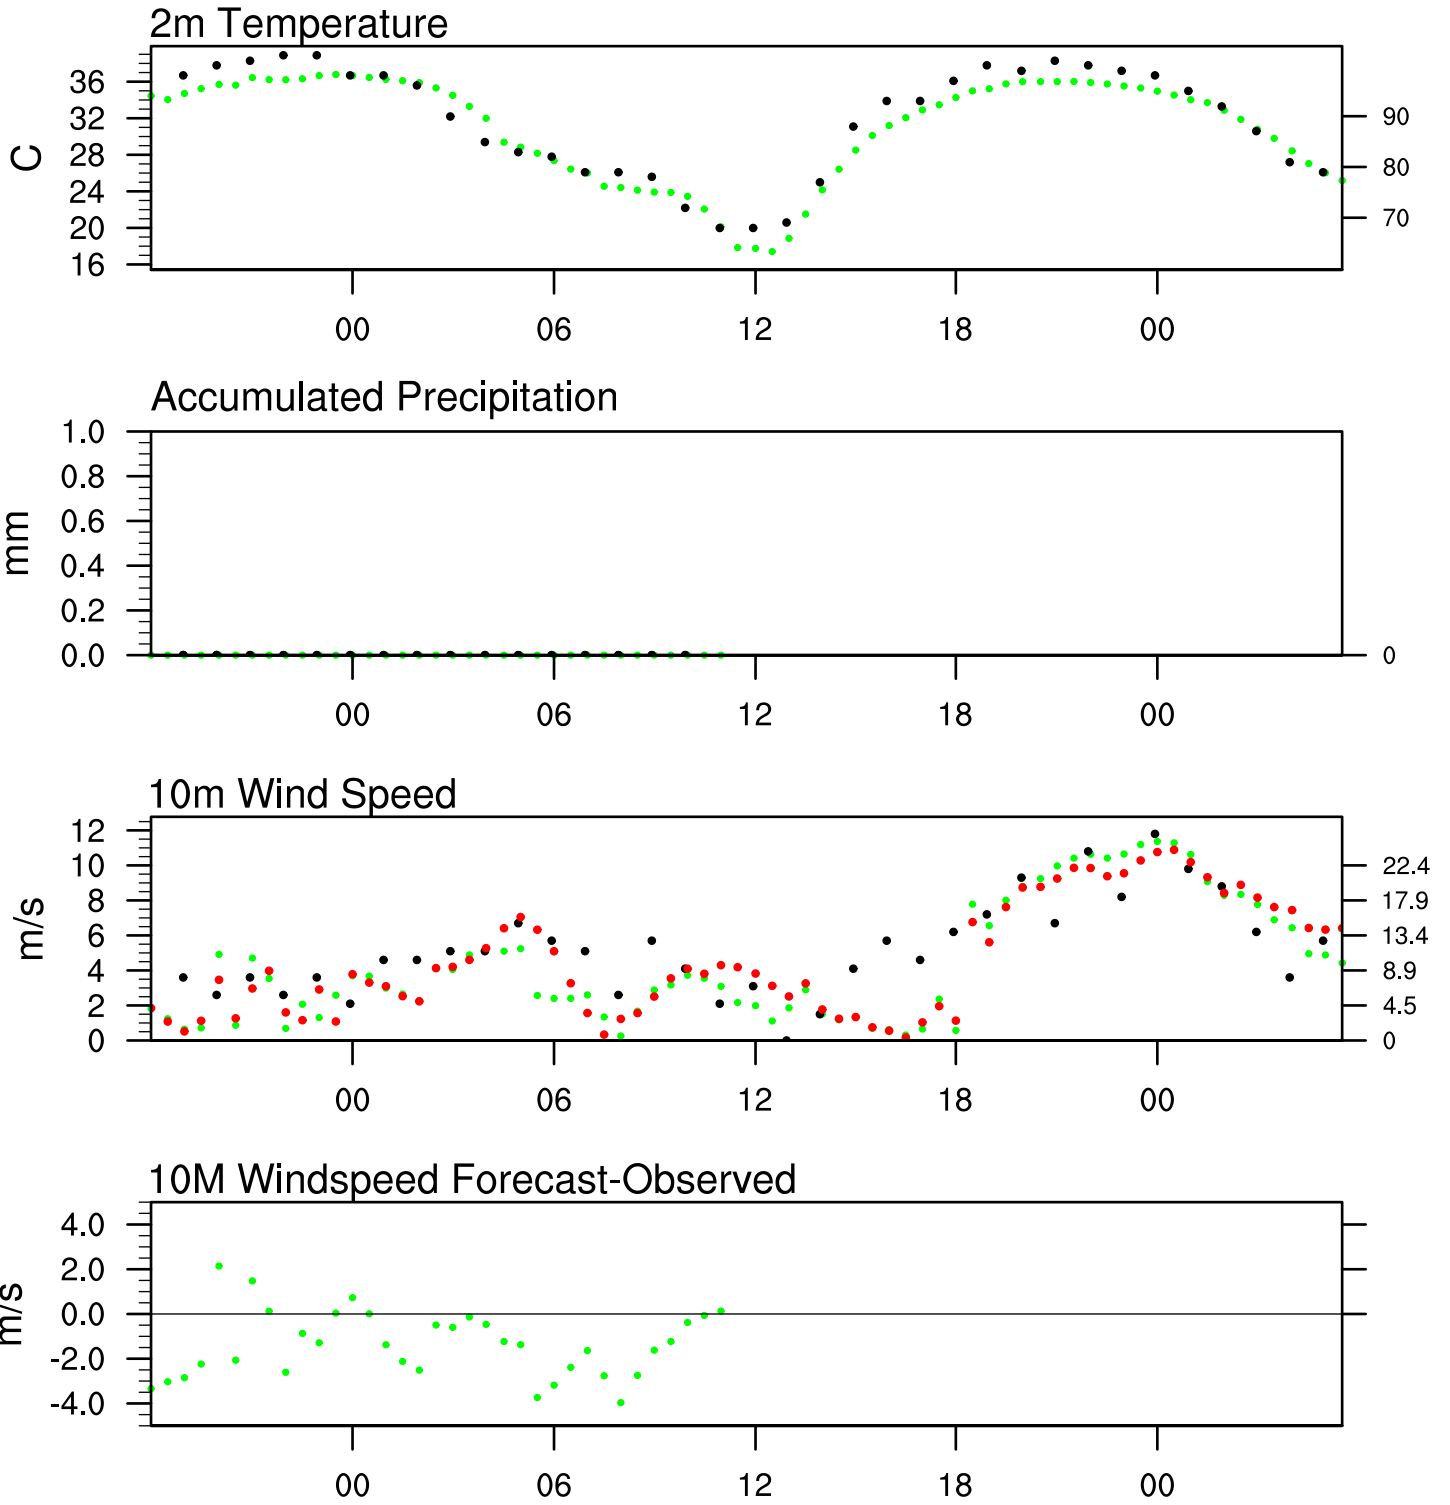 2m Temperature
C
36
32
28
24
20
16
90
80
70
00 06 12 18 00
Accumulated Precipitation
mm
1.0
0.8
0.6
0.4
0.2
0.0
0
00 06 12 18 00
10m Wind Speed
m/s
12
10
8
6
4
2
0
22.4
17.9
13.4
8.9
4.5
0
00 06 12 18 00
10M Windspeed Forecast-Observed
m/s
4.0
2.0
0.0
-2.0
-4.0
00 06 12 18 00